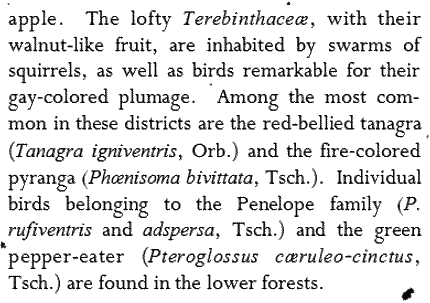 apple. The lofty Terebinthaceæ, with their
walnut-like fruit, are inhabited by swarms of
squirrels, as well as birds remarkable for their
gay-colored plumage. Among the most com-
mon in these districts are the red-bellied tanagra
(Tanagra igniventris, Orb.) and the fire-colored
pyranga (Phœnisoma bivittata, Tsch.). Individual
birds belonging to the Penelope family (P.
rufiventris and adspersa, Tsch.) and the green
pepper-eater (Pteroglossus cæruleo-cinctus,
Tsch.) are found in the lower forests.